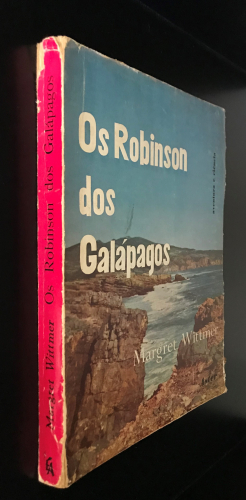 Os Robinson
dos
Galápagos
Margret Wittmer
Margret Wittmer Os Robinson dos Galápagos